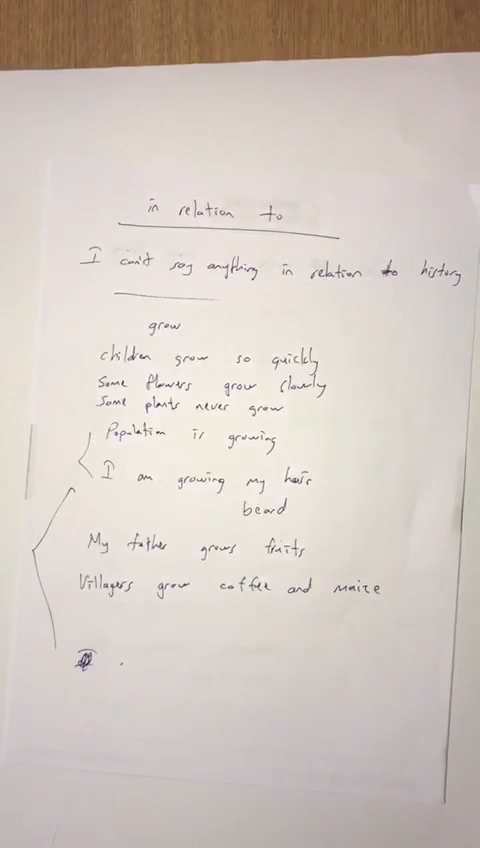 in relation to
I can't say anything in relation to history
grow
children grow so quickly
Some flowers grow slowly
Some plants never grow
Population is growing
I am growing my hair
beard
My father grows fruits
Villagers grow coffee and maize